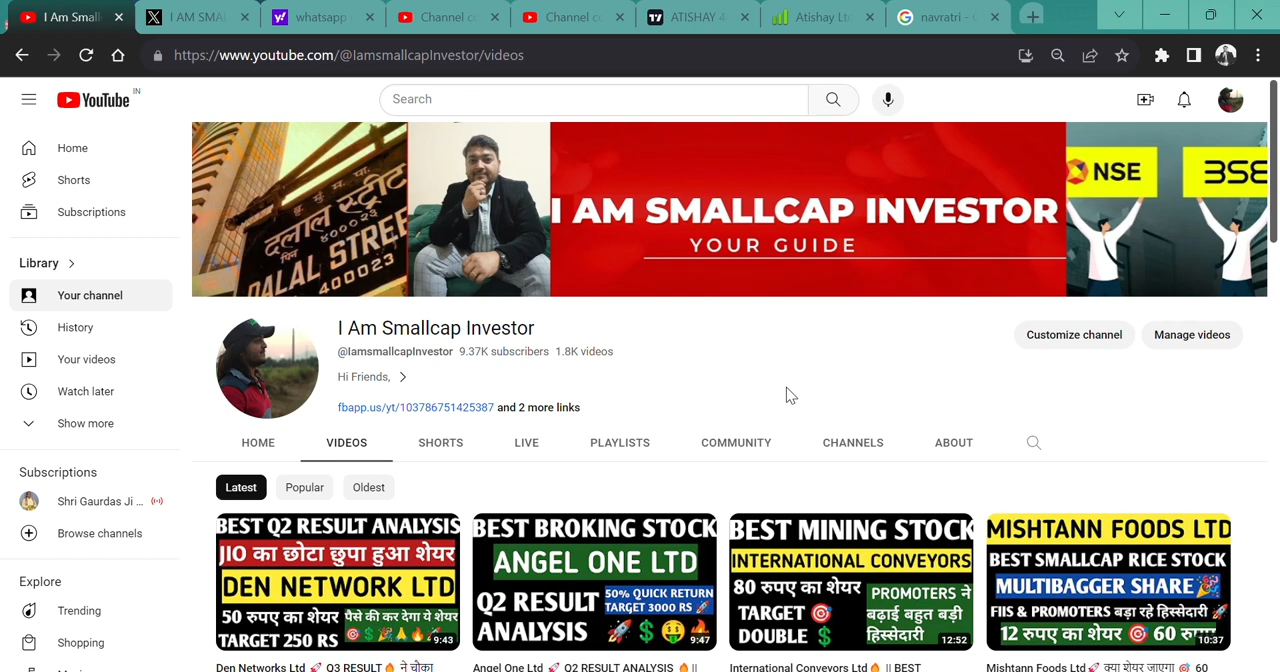 I Am Small
I AM SMAL
whatsapp
Channel co
Channel co
ATISHAY 4
Atishay Ltd
navratri - G
https://www.youtube.com/@IamsmallcapInvestor/videos
YouTube IN
Search
Home
Shorts
Subscriptions
Library
Your channel
History
Your videos
Watch later
Show more
Subscriptions
Shri Gaurdas Ji ...
Browse channels
Explore
Trending
Shopping
दलाल स्ट्रीट
४०००२३
DALAL STREE
400023
I AM SMALLCAP INVESTOR
YOUR GUIDE
NSE
BSE
I Am Smallcap Investor
@IamsmallcapInvestor 9.37K subscribers 1.8K videos
Hi Friends,
fbapp.us/yt/103786751425387 and 2 more links
Customize channel
Manage videos
HOME
VIDEOS
SHORTS
LIVE
PLAYLISTS
COMMUNITY
CHANNELS
ABOUT
Latest
Popular
Oldest
BEST Q2 RESULT ANALYSIS
JIO का छोटा छुपा हुआ शेयर
DEN NETWORK LTD
50 रुपए का शेयर
TARGET 250 RS
पैसे की कर देगा ये शेयर
9:43
BEST BROKING STOCK
ANGEL ONE LTD
Q2 RESULT
ANALYSIS
50% QUICK RETURN
TARGET 3000 RS
9:47
BEST MINING STOCK
INTERNATIONAL CONVEYORS
80 रुपए का शेयर
TARGET
DOUBLE
PROMOTERS ने
बढ़ाई बहुत बड़ी
हिस्सेदारी
12:52
MISHTANN FOODS LTD
BEST SMALLCAP RICE STOCK
MULTIBAGGER SHARE
FIIS & PROMOTERS बड़ा रहे हिस्सेदारी
12 रुपए का शेयर 60
10:37
Den Networks Ltd Q3 RESULT ने चौका
Angel One Ltd Q2 RESULT ANALYSIS ||
International Conveyors Ltd || BEST
Mishtann Foods Ltd क्या शेयर जाएगा 60